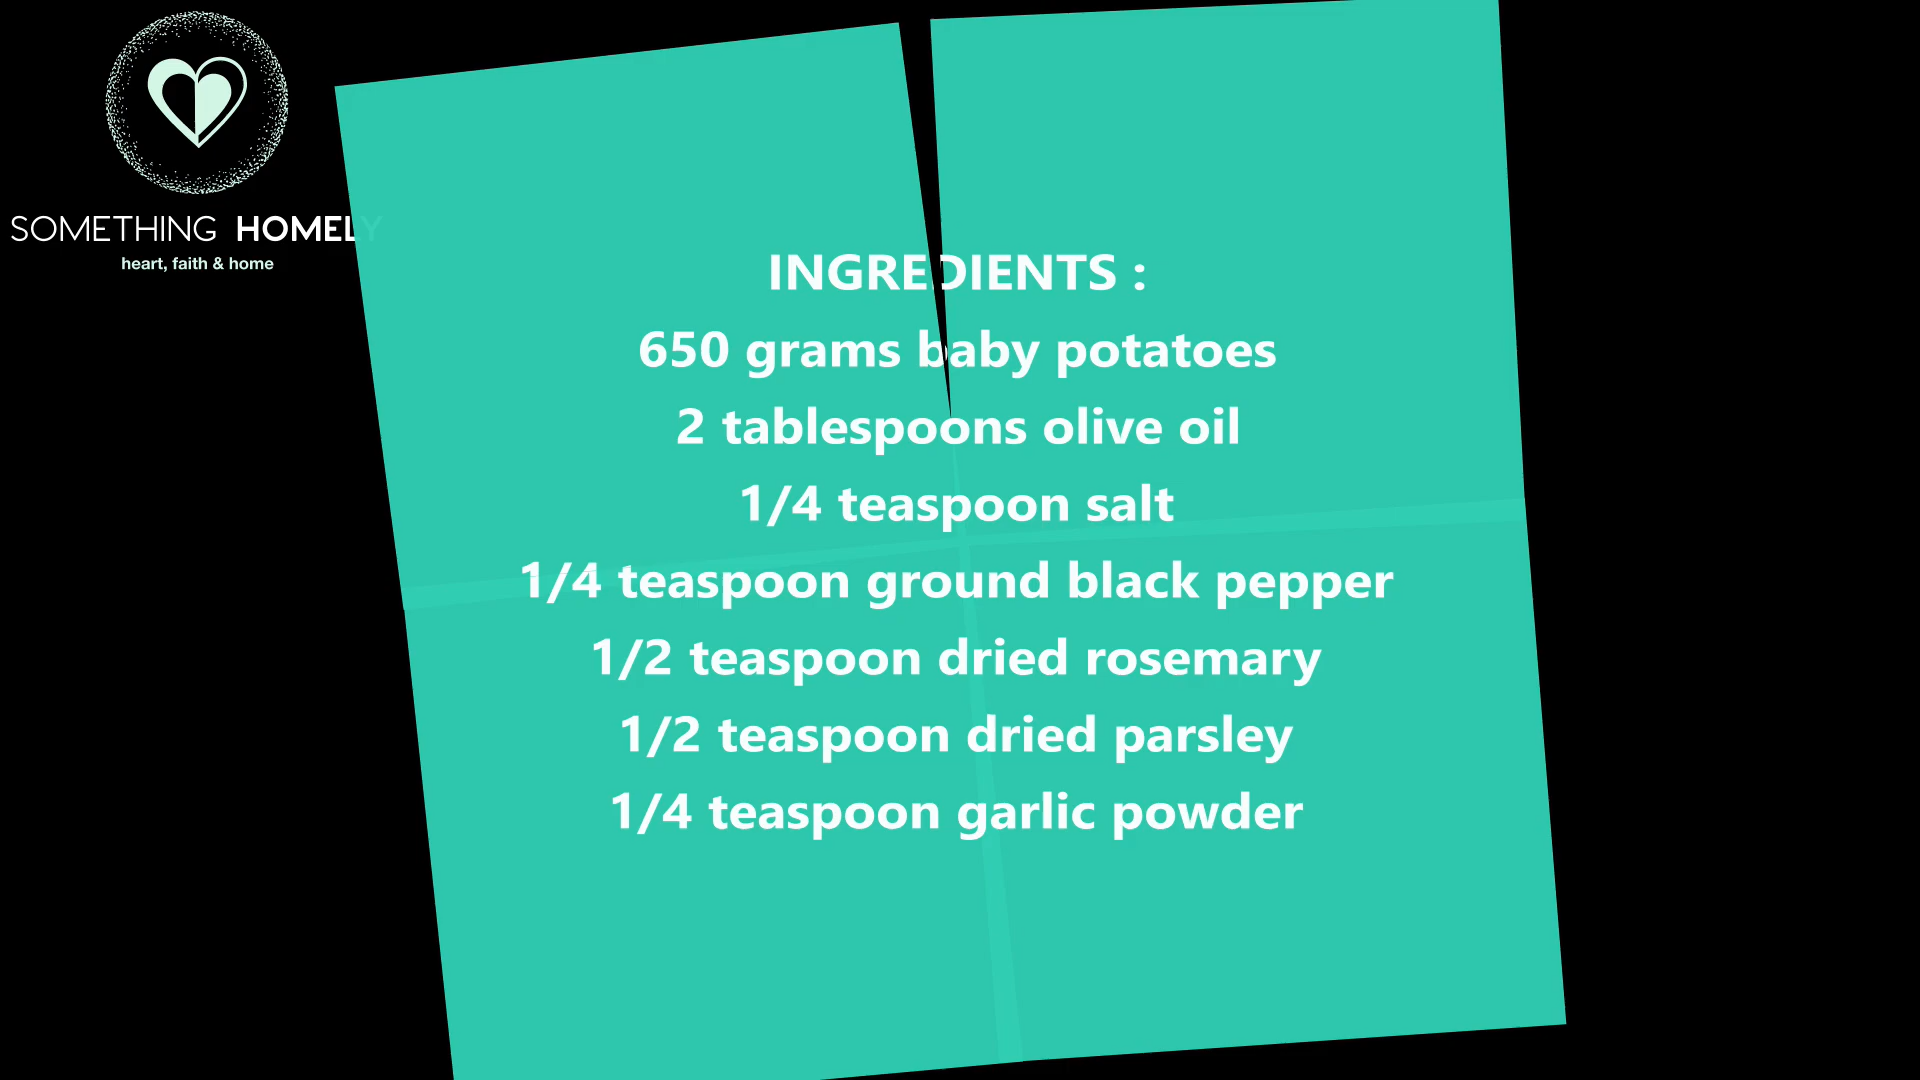 SOMETHING HOMELY
heart, faith & home
INGREDIENTS :
650 grams baby potatoes
2 tablespoons olive oil
1/4 teaspoon salt
1/4 teaspoon ground black pepper
1/2 teaspoon dried rosemary
1/2 teaspoon dried parsley
1/4 teaspoon garlic powder